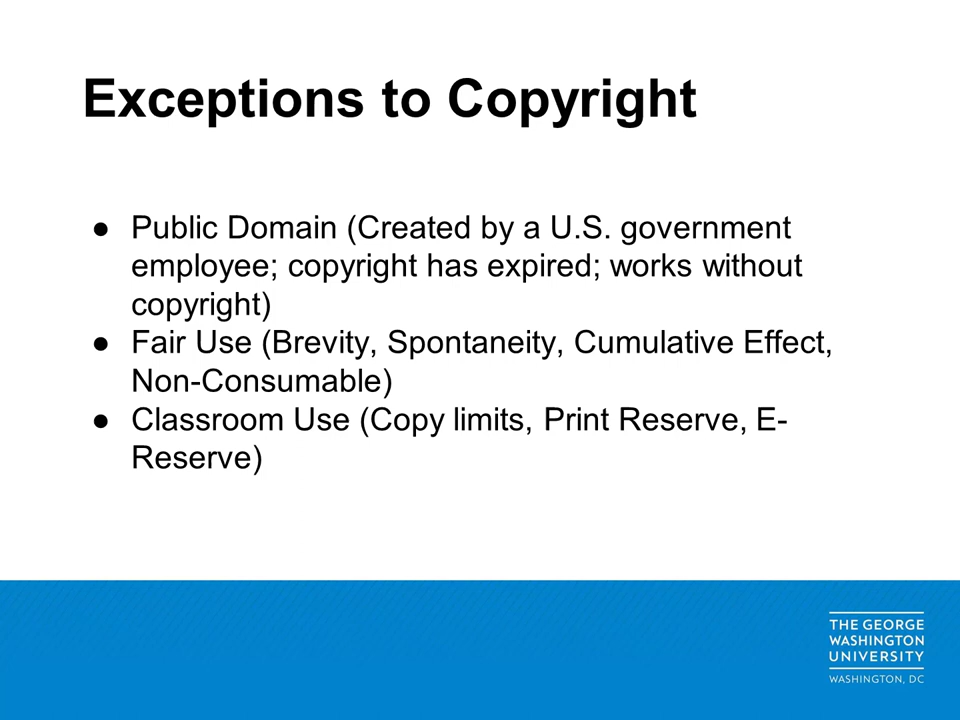 Exceptions to Copyright
● Public Domain (Created by a U.S. government
employee; copyright has expired; works without
copyright)
● Fair Use (Brevity, Spontaneity, Cumulative Effect,
Non-Consumable)
● Classroom Use (Copy limits, Print Reserve, E-
Reserve)
THE GEORGE
WASHINGTON
UNIVERSITY
WASHINGTON, DC